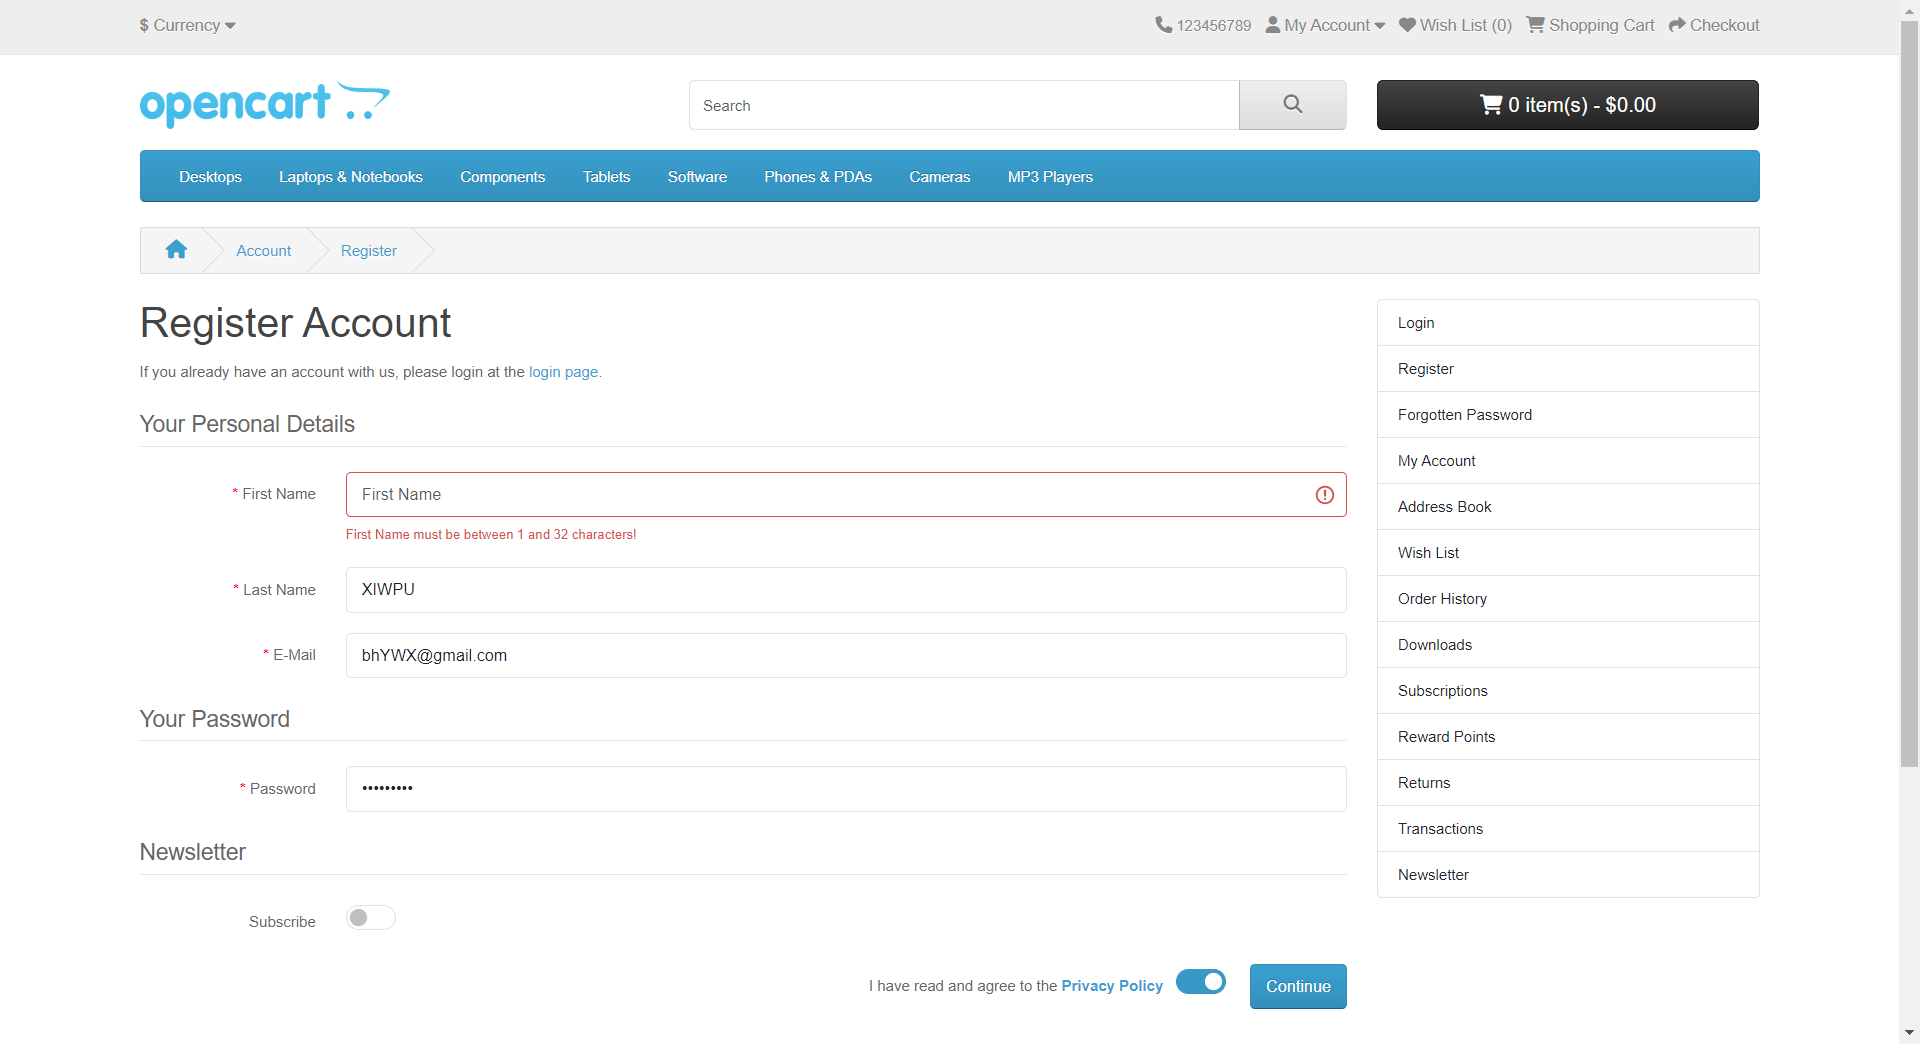 $ Currency
123456789 My Account Wish List (0) Shopping Cart Checkout
opencart
Search
0 item(s) - $0.00
Desktops Laptops & Notebooks Components Tablets Software Phones & PDAs Cameras MP3 Players
Account Register
Register Account
If you already have an account with us, please login at the login page.
Your Personal Details
* First Name First Name
First Name must be between 1 and 32 characters!
* Last Name XIWPU
* E-Mail bhYWX@gmail.com
Your Password
* Password •••••••••
Newsletter
Subscribe
I have read and agree to the Privacy Policy Continue
Login
Register
Forgotten Password
My Account
Address Book
Wish List
Order History
Downloads
Subscriptions
Reward Points
Returns
Transactions
Newsletter